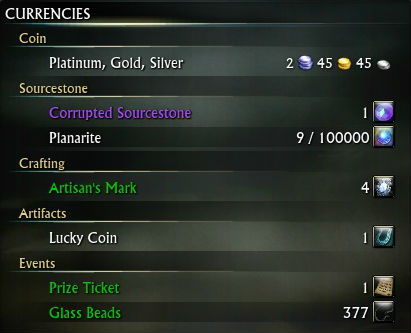 CURRENCIES
Coin
Platinum, Gold, Silver 2 45 45
Sourcestone
Corrupted Sourcestone 1
Planarite 9 / 100000
Crafting
Artisan's Mark 4
Artifacts
Lucky Coin 1
Events
Prize Ticket 1
Glass Beads 377